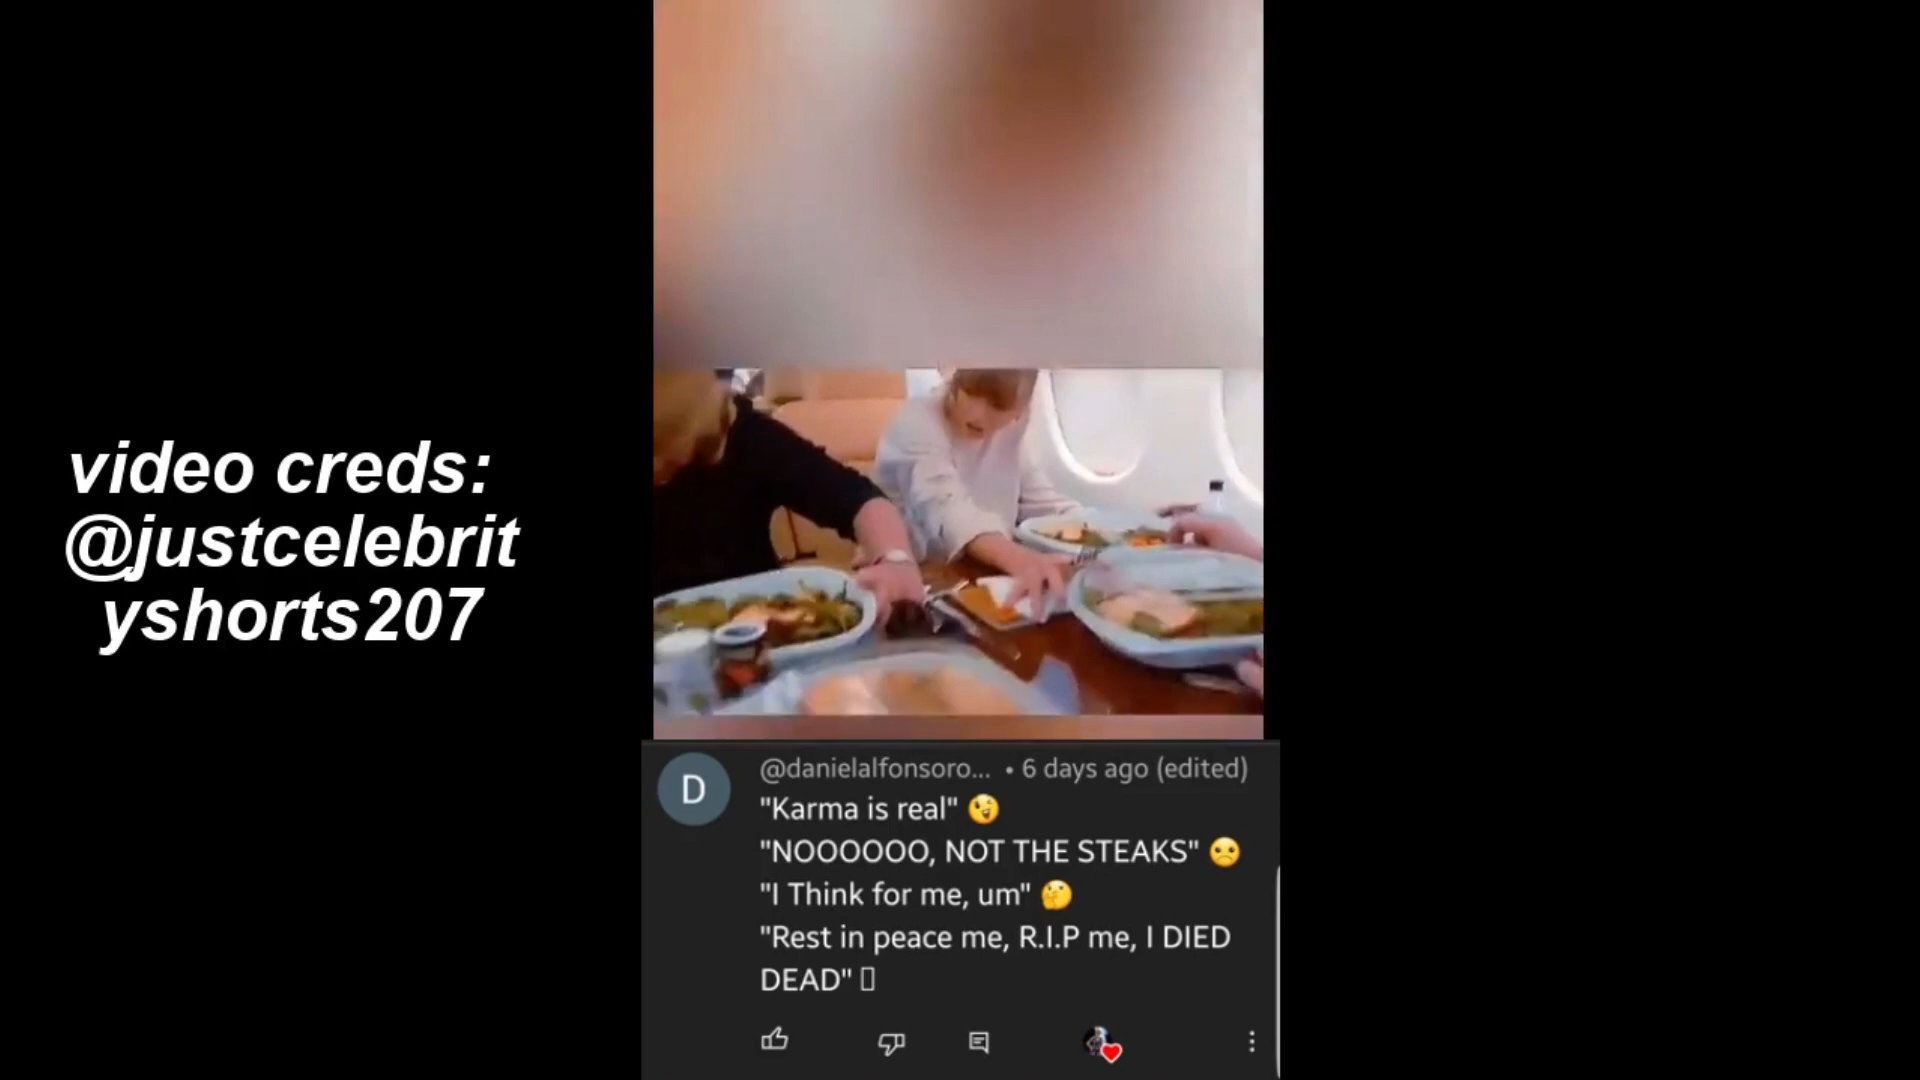 video creds:
@justcelebrit
yshorts207
D
@danielalfonsoro... • 6 days ago (edited)
"Karma is real" 😉
"NOOOOOO, NOT THE STEAKS" ☹️
"I Think for me, um" 🤔
"Rest in peace me, R.I.P me, I DIED
DEAD"